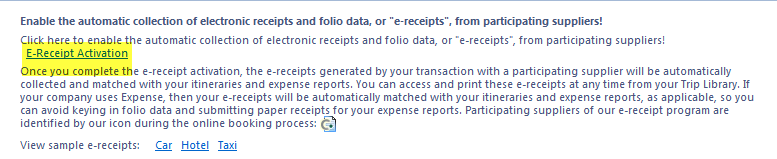 Enable the automatic collection of electronic receipts and folio data, or "e-receipts", from participating suppliers!
Click here to enable the automatic collection of electronic receipts and folio data, or "e-receipts", from participating suppliers!
E-Receipt Activation
Once you complete the e-receipt activation, the e-receipts generated by your transaction with a participating supplier will be automatically
collected and matched with your itineraries and expense reports. You can access and print these e-receipts at any time from your Trip Library. If
your company uses Expense, then your e-receipts will be automatically matched with your itineraries and expense reports, as applicable, so you
can avoid keying in folio data and submitting paper receipts for your expense reports. Participating suppliers of our e-receipt program are
identified by our icon during the online booking process:
View sample e-receipts: Car Hotel Taxi